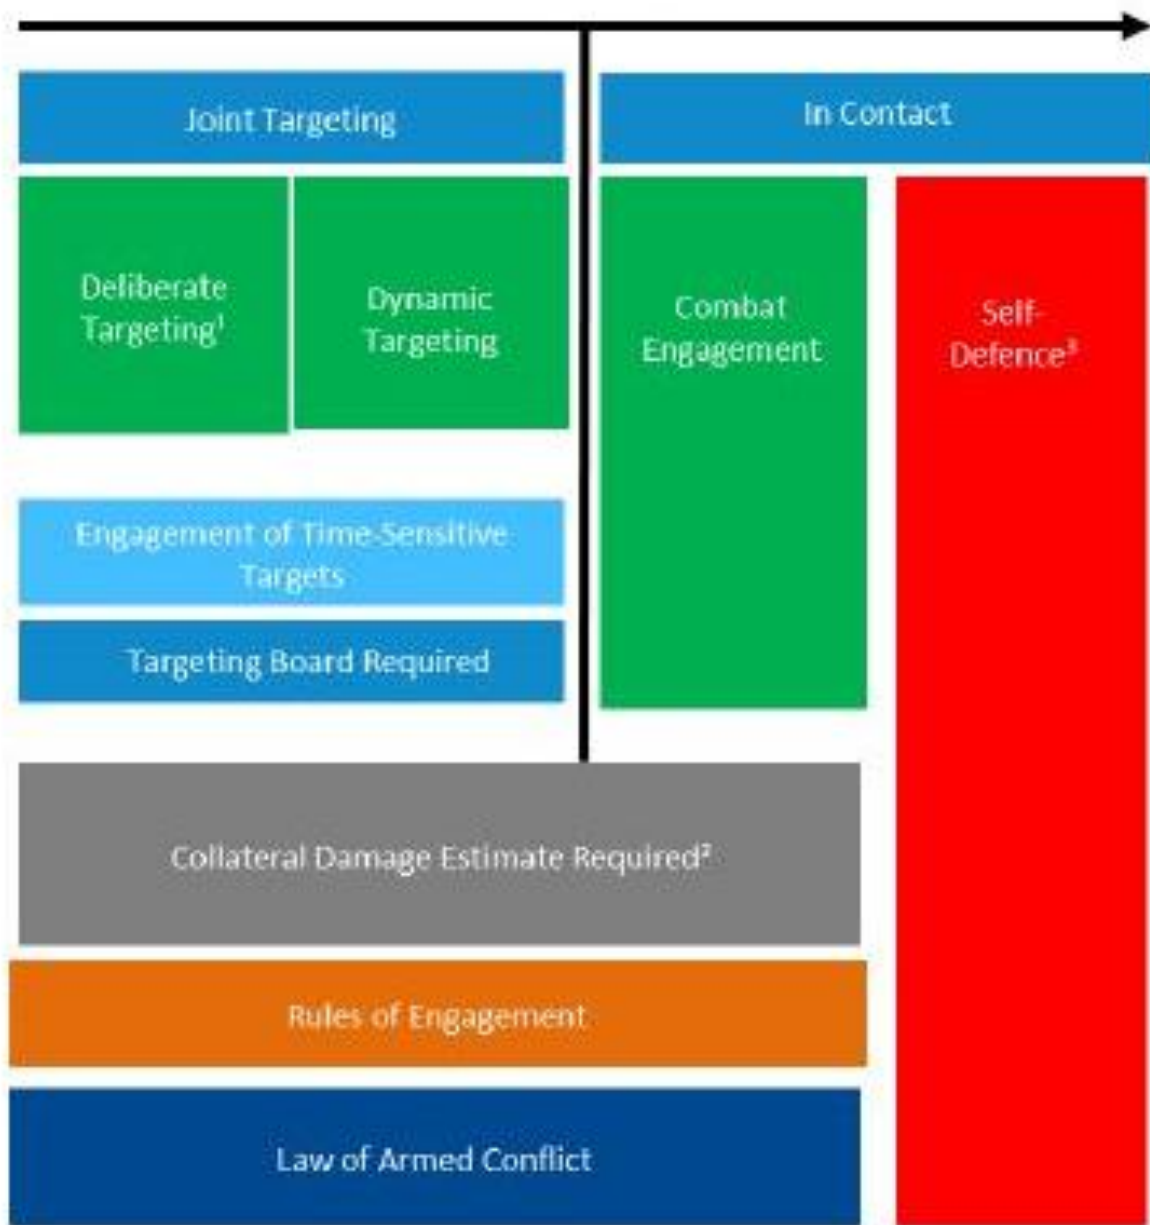 Joint Targeting
In Contact
Deliberate
Targeting¹
Dynamic
Targeting
Combat
Engagement
Self-
Defence³
Engagement of Time-Sensitive
Targets
Targeting Board Required
Collateral Damage Estimate Required²
Rules of Engagement
Law of Armed Conflict